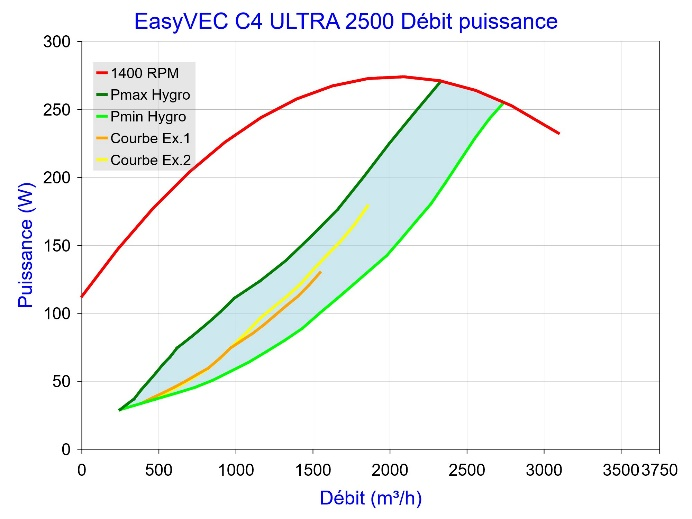 EasyVEC C4 ULTRA 2500 Débit puissance
300
250
200
150
100
50
0
Puissance (W)
1400 RPM
Pmax Hygro
Pmin Hygro
Courbe Ex.1
Courbe Ex.2
0 500 1000 1500 2000 2500 3000 3500 3750
Débit (m³/h)